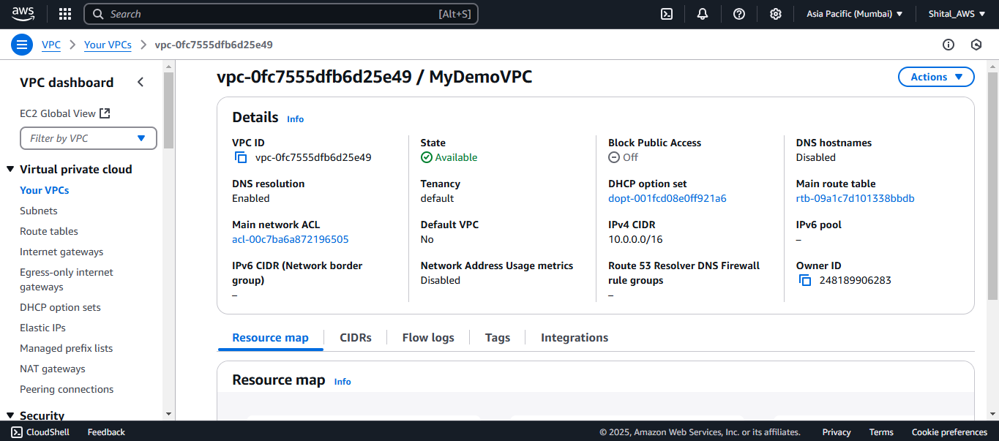 aws
Search [Alt+S]
Asia Pacific (Mumbai)
Shital_AWS
VPC
Your VPCs
vpc-0fc7555dfb6d25e49
VPC dashboard
EC2 Global View
Filter by VPC
Virtual private cloud
Your VPCs
Subnets
Route tables
Internet gateways
Egress-only internet
gateways
DHCP option sets
Elastic IPs
Managed prefix lists
NAT gateways
Peering connections
Security
vpc-0fc7555dfb6d25e49 / MyDemoVPC
Actions
Details Info
VPC ID
vpc-0fc7555dfb6d25e49
State
Available
Block Public Access
Off
DNS hostnames
Disabled
DNS resolution
Enabled
Tenancy
default
DHCP option set
dopt-001fcd08e0ff921a6
Main route table
rtb-09a1c7d101338bbdb
Main network ACL
acl-00c7ba6a872196505
Default VPC
No
IPv4 CIDR
10.0.0.0/16
IPv6 pool
–
IPv6 CIDR (Network border
group)
–
Network Address Usage metrics
Disabled
Route 53 Resolver DNS Firewall
rule groups
–
Owner ID
248189906283
Resource map
CIDRs
Flow logs
Tags
Integrations
Resource map Info
CloudShell
Feedback
© 2025, Amazon Web Services, Inc. or its affiliates.
Privacy
Terms
Cookie preferences